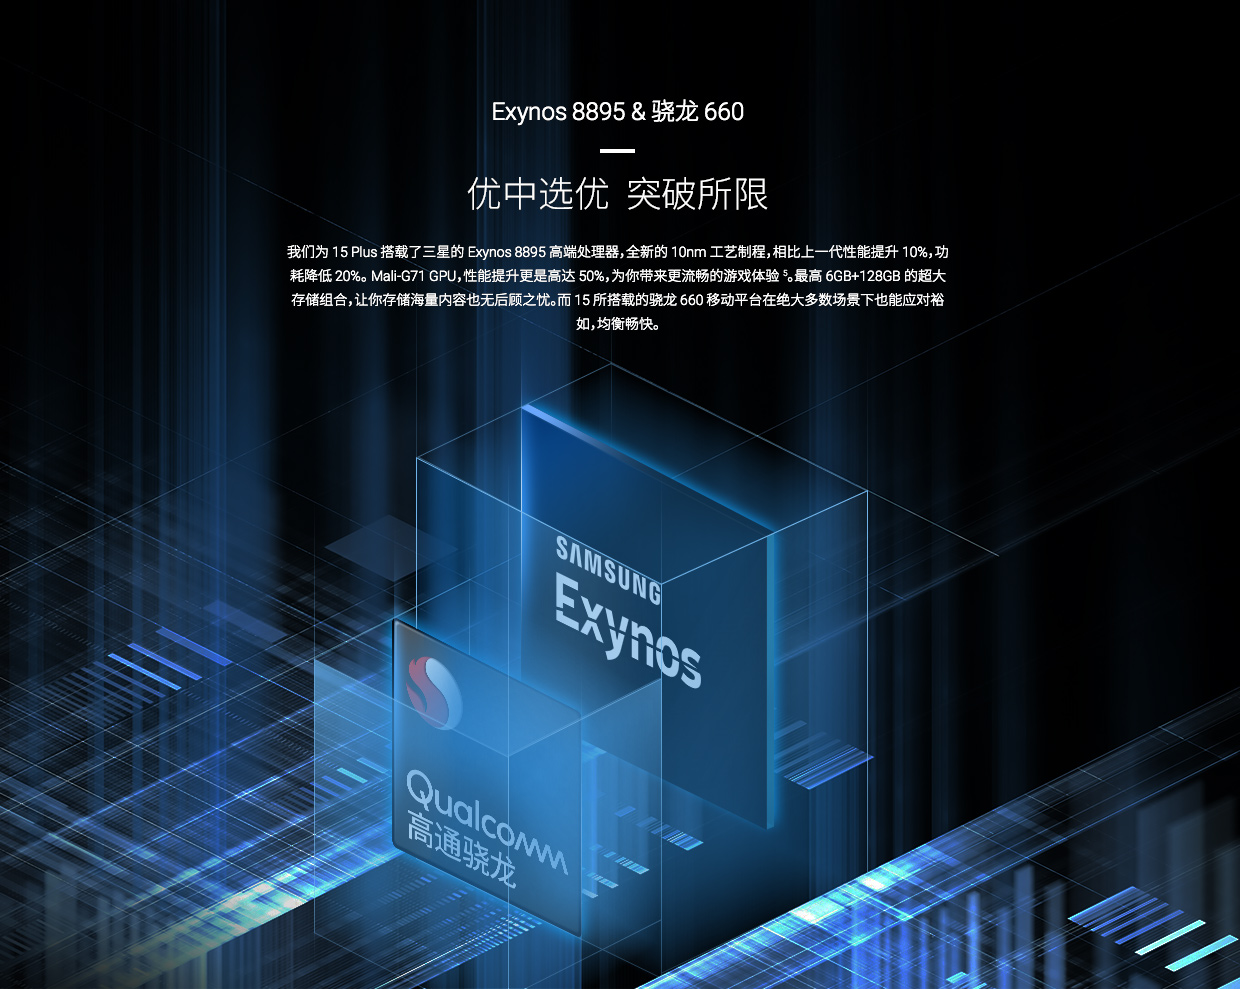 Exynos 8895 & 骁龙 660
优中选优 突破所限
我们为 15 Plus 搭载了三星的 Exynos 8895 高端处理器，全新的 10nm 工艺制程，相比上一代性能提升 10%，功
耗降低 20%。 Mali-G71 GPU，性能提升更是高达 50%，为你带来更流畅的游戏体验 ⁵。最高 6GB+128GB 的超大
存储组合，让你存储海量内容也无后顾之忧。而 15 所搭载的骁龙 660 移动平台在绝大多数场景下也能应对裕
如，均衡畅快。
SAMSUNG
Exynos
Qualcomm
高通骁龙